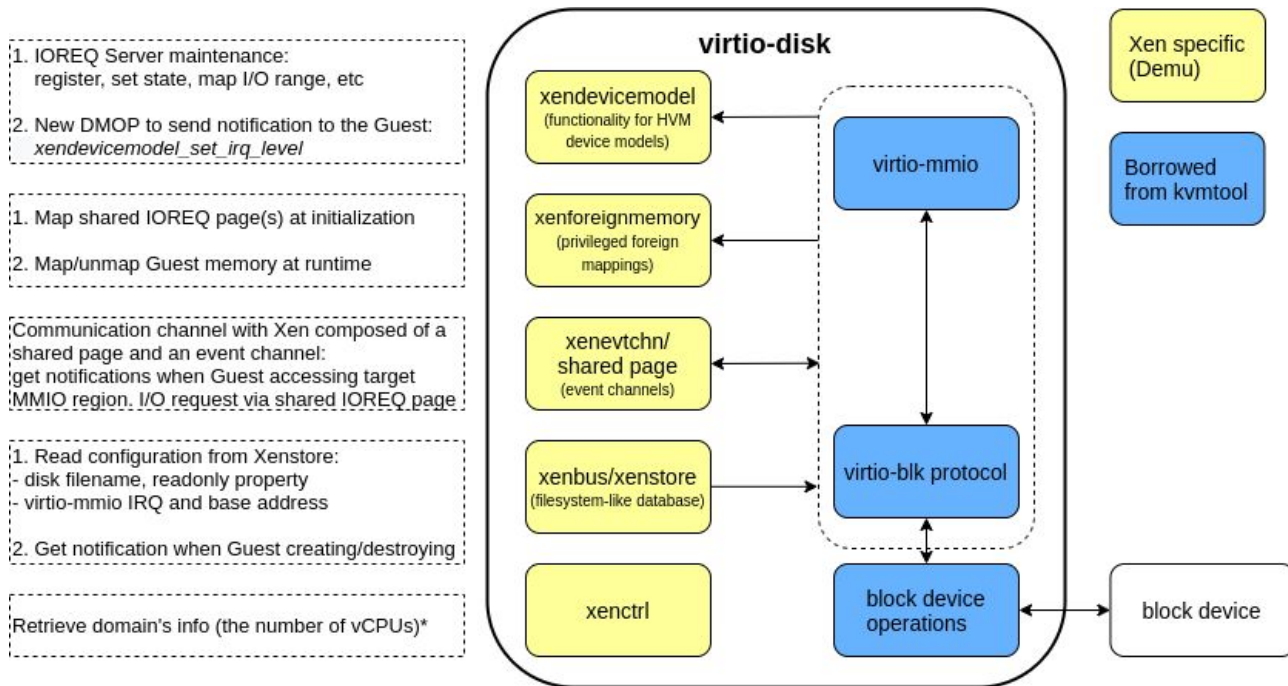 virtio-disk
1. IOREQ Server maintenance:
register, set state, map I/O range, etc
2. New DMOP to send notification to the Guest:
xendevicemodel_set_irq_level
xendevicemodel
(functionality for HVM
device models)
virtio-mmio
Xen specific
(Demu)
Borrowed
from kvmtool
1. Map shared IOREQ page(s) at initialization
2. Map/unmap Guest memory at runtime
xenforeignmemory
(privileged foreign
mappings)
Communication channel with Xen composed of a
shared page and an event channel:
get notifications when Guest accessing target
MMIO region. I/O request via shared IOREQ page
xenevtchn/
shared page
(event channels)
1. Read configuration from Xenstore:
- disk filename, readonly property
- virtio-mmio IRQ and base address
2. Get notification when Guest creating/destroying
xenbus/xenstore
(filesystem-like database)
virtio-blk protocol
Retrieve domain's info (the number of vCPUs)*
xenctrl
block device
operations
block device